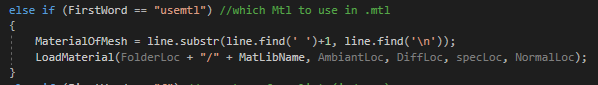 else if (FirstWord == "usemtl") //which Mtl to use in .mtl
{
MaterialOfMesh = line.substr(line.find(' ')+1, line.find('\n'));
LoadMaterial(FolderLoc + "/" + MatLibName, AmbiantLoc, DiffLoc, specLoc, NormalLoc);
}